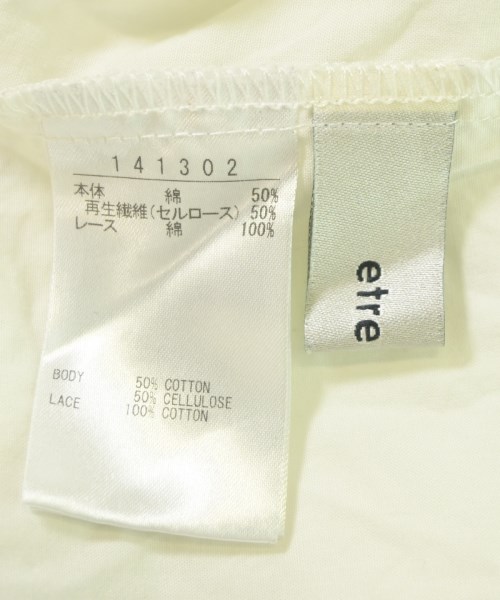 141302
本体 綿 50%
再生繊維(セルロース) 50%
レース 綿 100%
BODY 50% COTTON
50% CELLULOSE
LACE 100% COTTON
etre